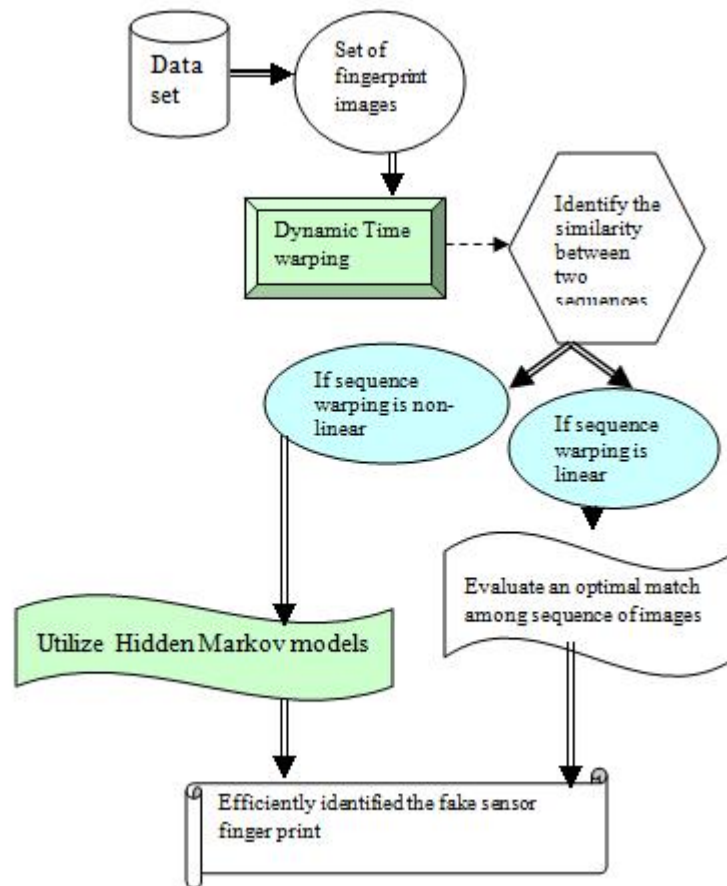 Data
set
Set of
fingerprint
images
Dynamic Time
warping
Identify the
similarity
between
two
sequences
If sequence
warping is non-
linear
If sequence
warping is
linear
Evaluate an optimal match
among sequence of images
Utilize Hidden Markov models
Efficiently identified the fake sensor
finger print